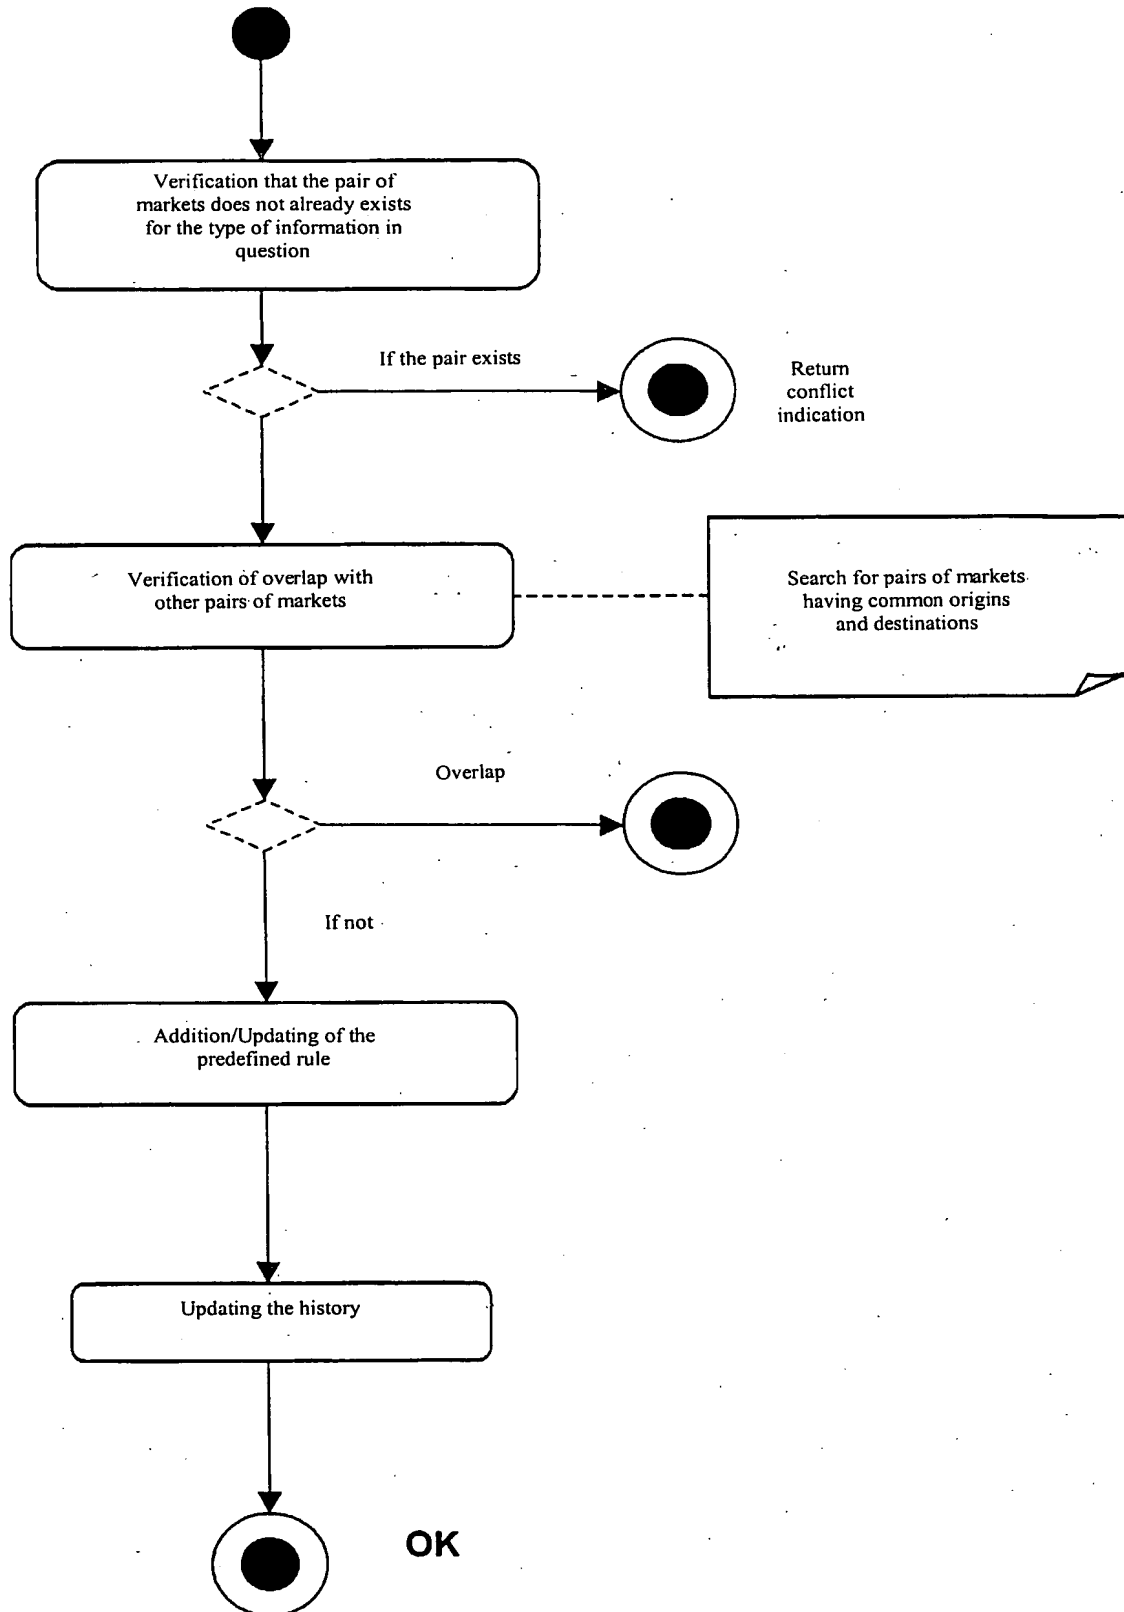 Verification that the pair of
markets does not already exists
for the type of information in
question
If the pair exists
Return
conflict
indication
Verification of overlap with
other pairs of markets
Search for pairs of markets
having common origins
and destinations
Overlap
If not
Addition/Updating of the
predefined rule
Updating the history
OK